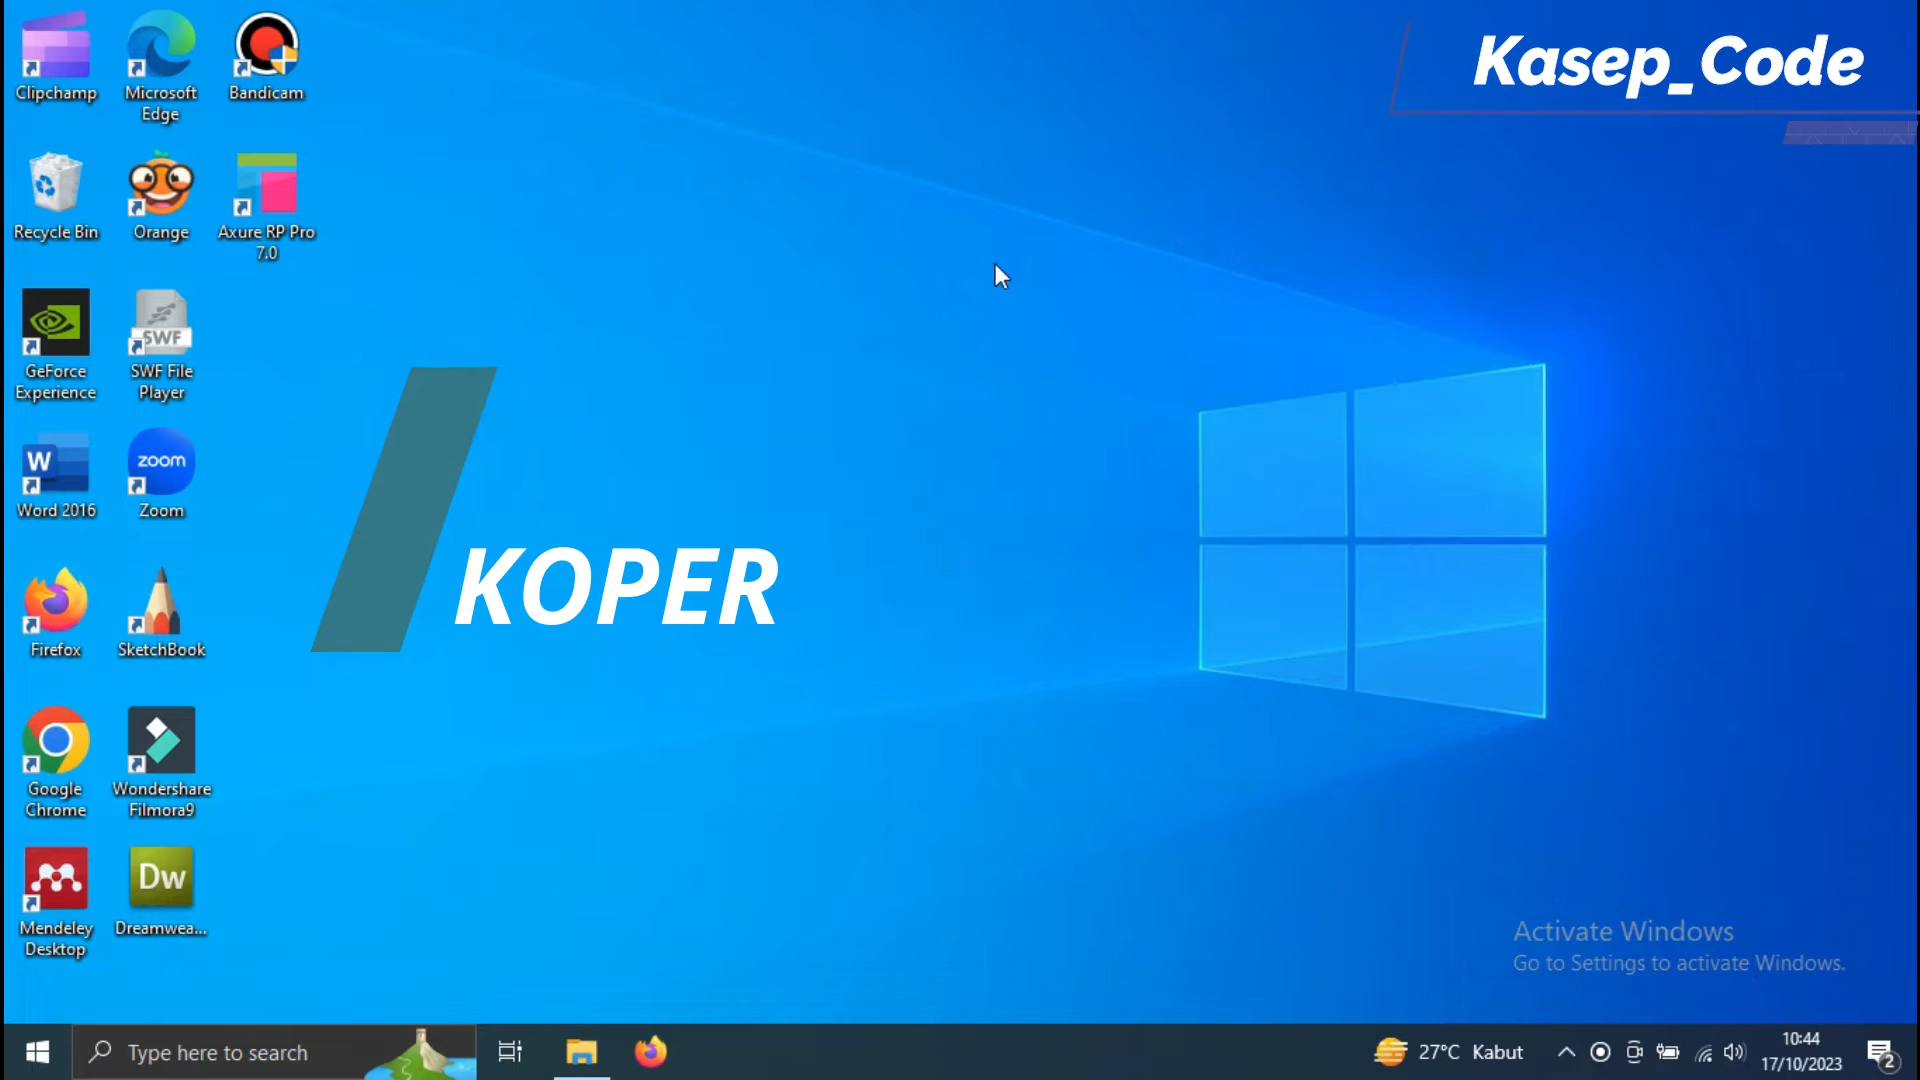 Kasep_Code
Clipchamp
Microsoft
Edge
Bandicam
Recycle Bin
Orange
Axure RP Pro
7.0
GeForce
Experience
SWF
SWF File
Player
W
Word 2016
zoom
Zoom
KOPER
Firefox
SketchBook
Google
Chrome
Wondershare
Filmora9
Mendeley
Desktop
Dw
Dreamwea...
Activate Windows
Go to Settings to activate Windows.
Type here to search
27°C Kabut
10:44
17/10/2023
2